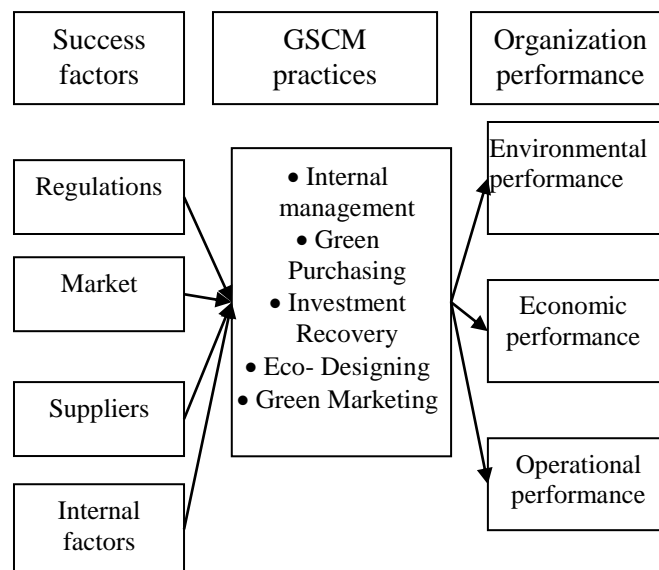 Success
factors
GSCM
practices
Organization
performance
Regulations
Market
Suppliers
Internal
factors
• Internal
management
• Green
Purchasing
• Investment
Recovery
• Eco- Designing
• Green Marketing
Environmental
performance
Economic
performance
Operational
performance